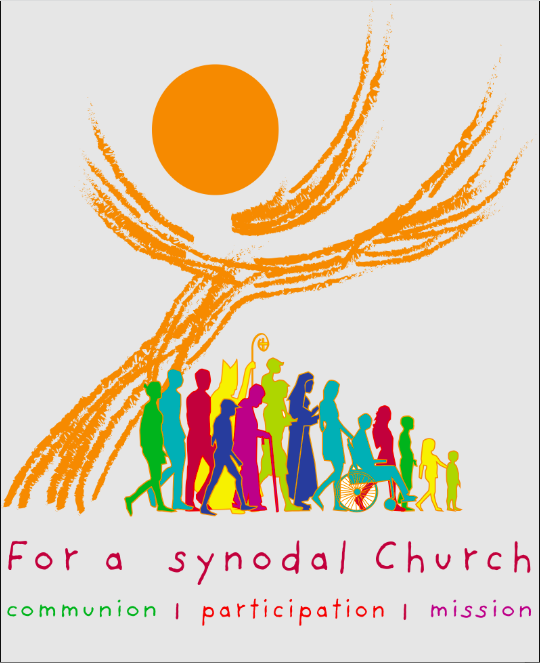 For a synodal Church
communion | participation | mission